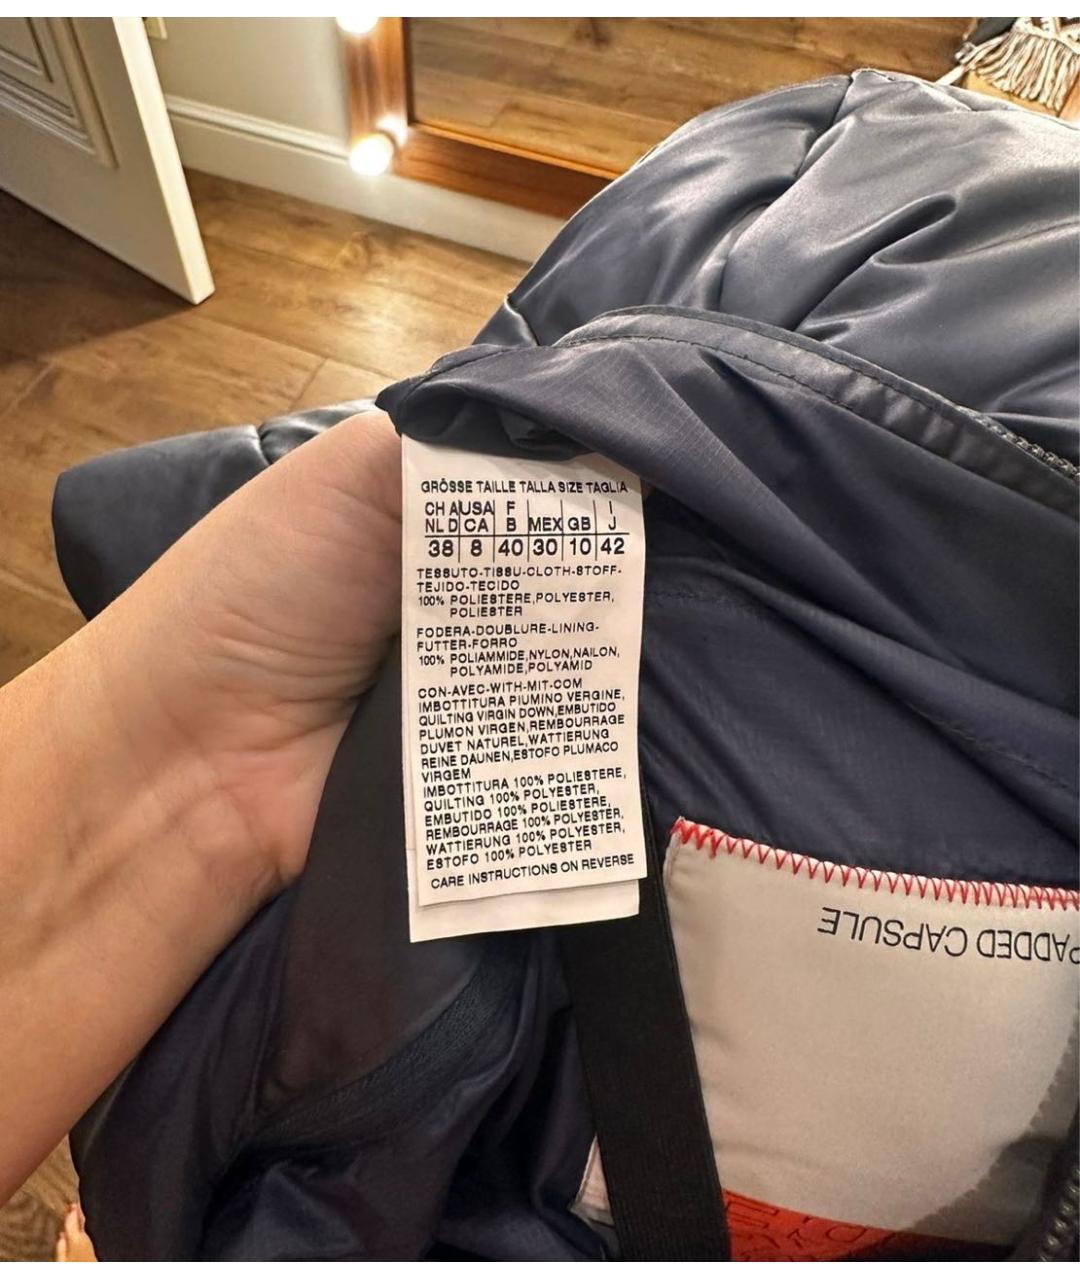 GRÖSSE TAILLE TALLA SIZE TAGLIA
CH A USA F I
NL D CA B MEX GB J
38 8 40 30 10 42
TESSUTO-TISSU-CLOTH-STOFF-
TEJIDO-TECIDO
100% POLIESTERE,POLYESTER,
POLIESTER
FODERA-DOUBLURE-LINING-
FUTTER-FORRO
100% POLIAMMIDE,NYLON,NAILON,
POLYAMIDE,POLYAMID
CON-AVEC-WITH-MIT-COM
IMBOTTITURA PIUMINO VERGINE,
QUILTING VIRGIN DOWN,EMBUTIDO
PLUMON VIRGEN,REMBOURRAGE
DUVET NATUREL,WATTIERUNG
REINE DAUNEN,ESTOFO PLUMACO
VIRGEM
IMBOTTITURA 100% POLIESTERE,
QUILTING 100% POLYESTER,
EMBUTIDO 100% POLIESTERE,
REMBOURRAGE 100% POLYESTER,
WATTIERUNG 100% POLYESTER,
ESTOFO 100% POLYESTER
CARE INSTRUCTIONS ON REVERSE
PADDED CAPSULE